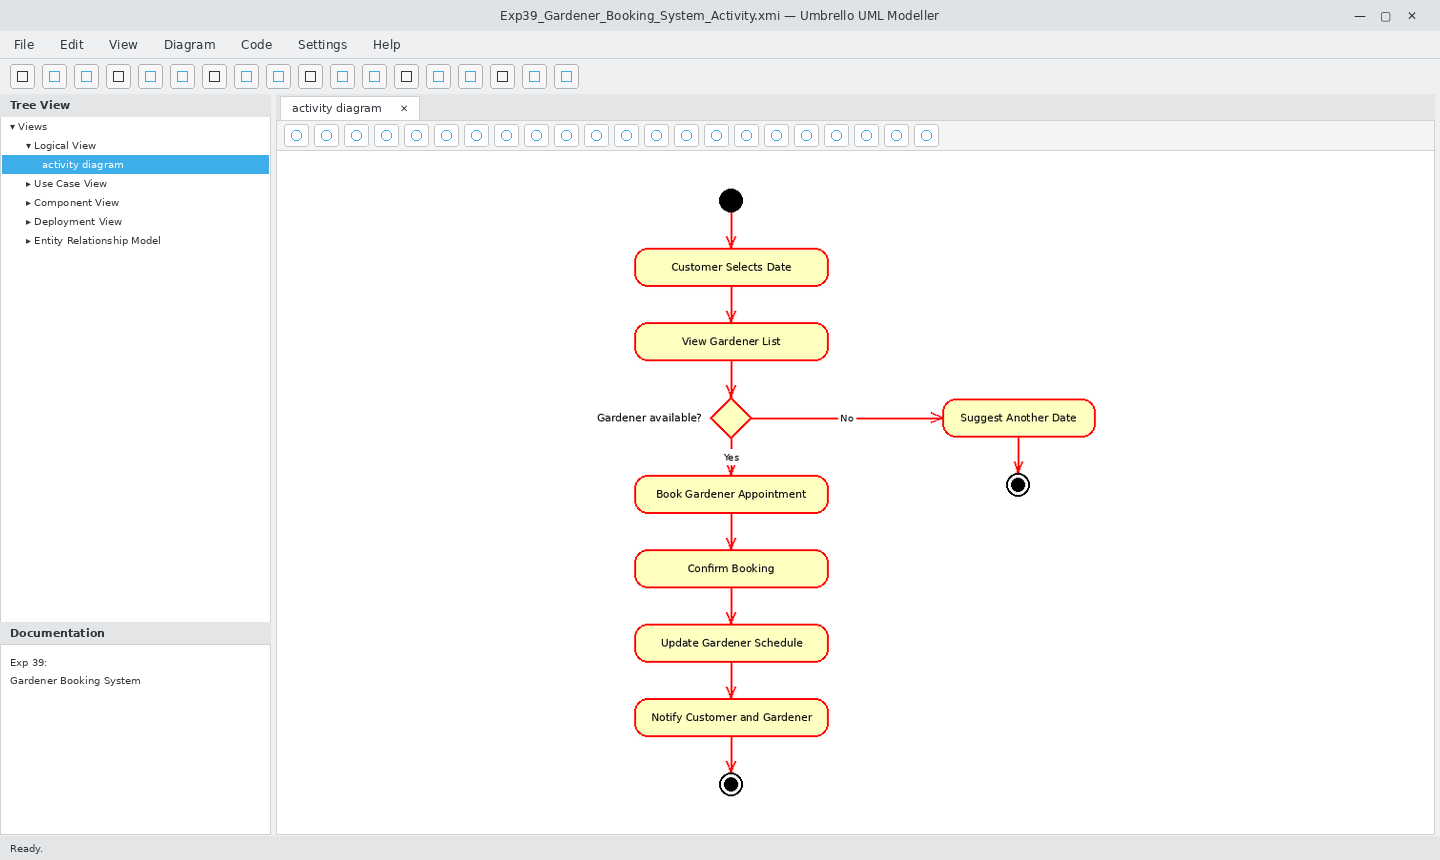 Exp39_Gardener_Booking_System_Activity.xmi — Umbrello UML Modeller
File Edit View Diagram Code Settings Help
Tree View
Views
Logical View
activity diagram
Use Case View
Component View
Deployment View
Entity Relationship Model
Documentation
Exp 39:
Gardener Booking System
activity diagram
Customer Selects Date
View Gardener List
Gardener available?
No
Suggest Another Date
Yes
Book Gardener Appointment
Confirm Booking
Update Gardener Schedule
Notify Customer and Gardener
Ready.